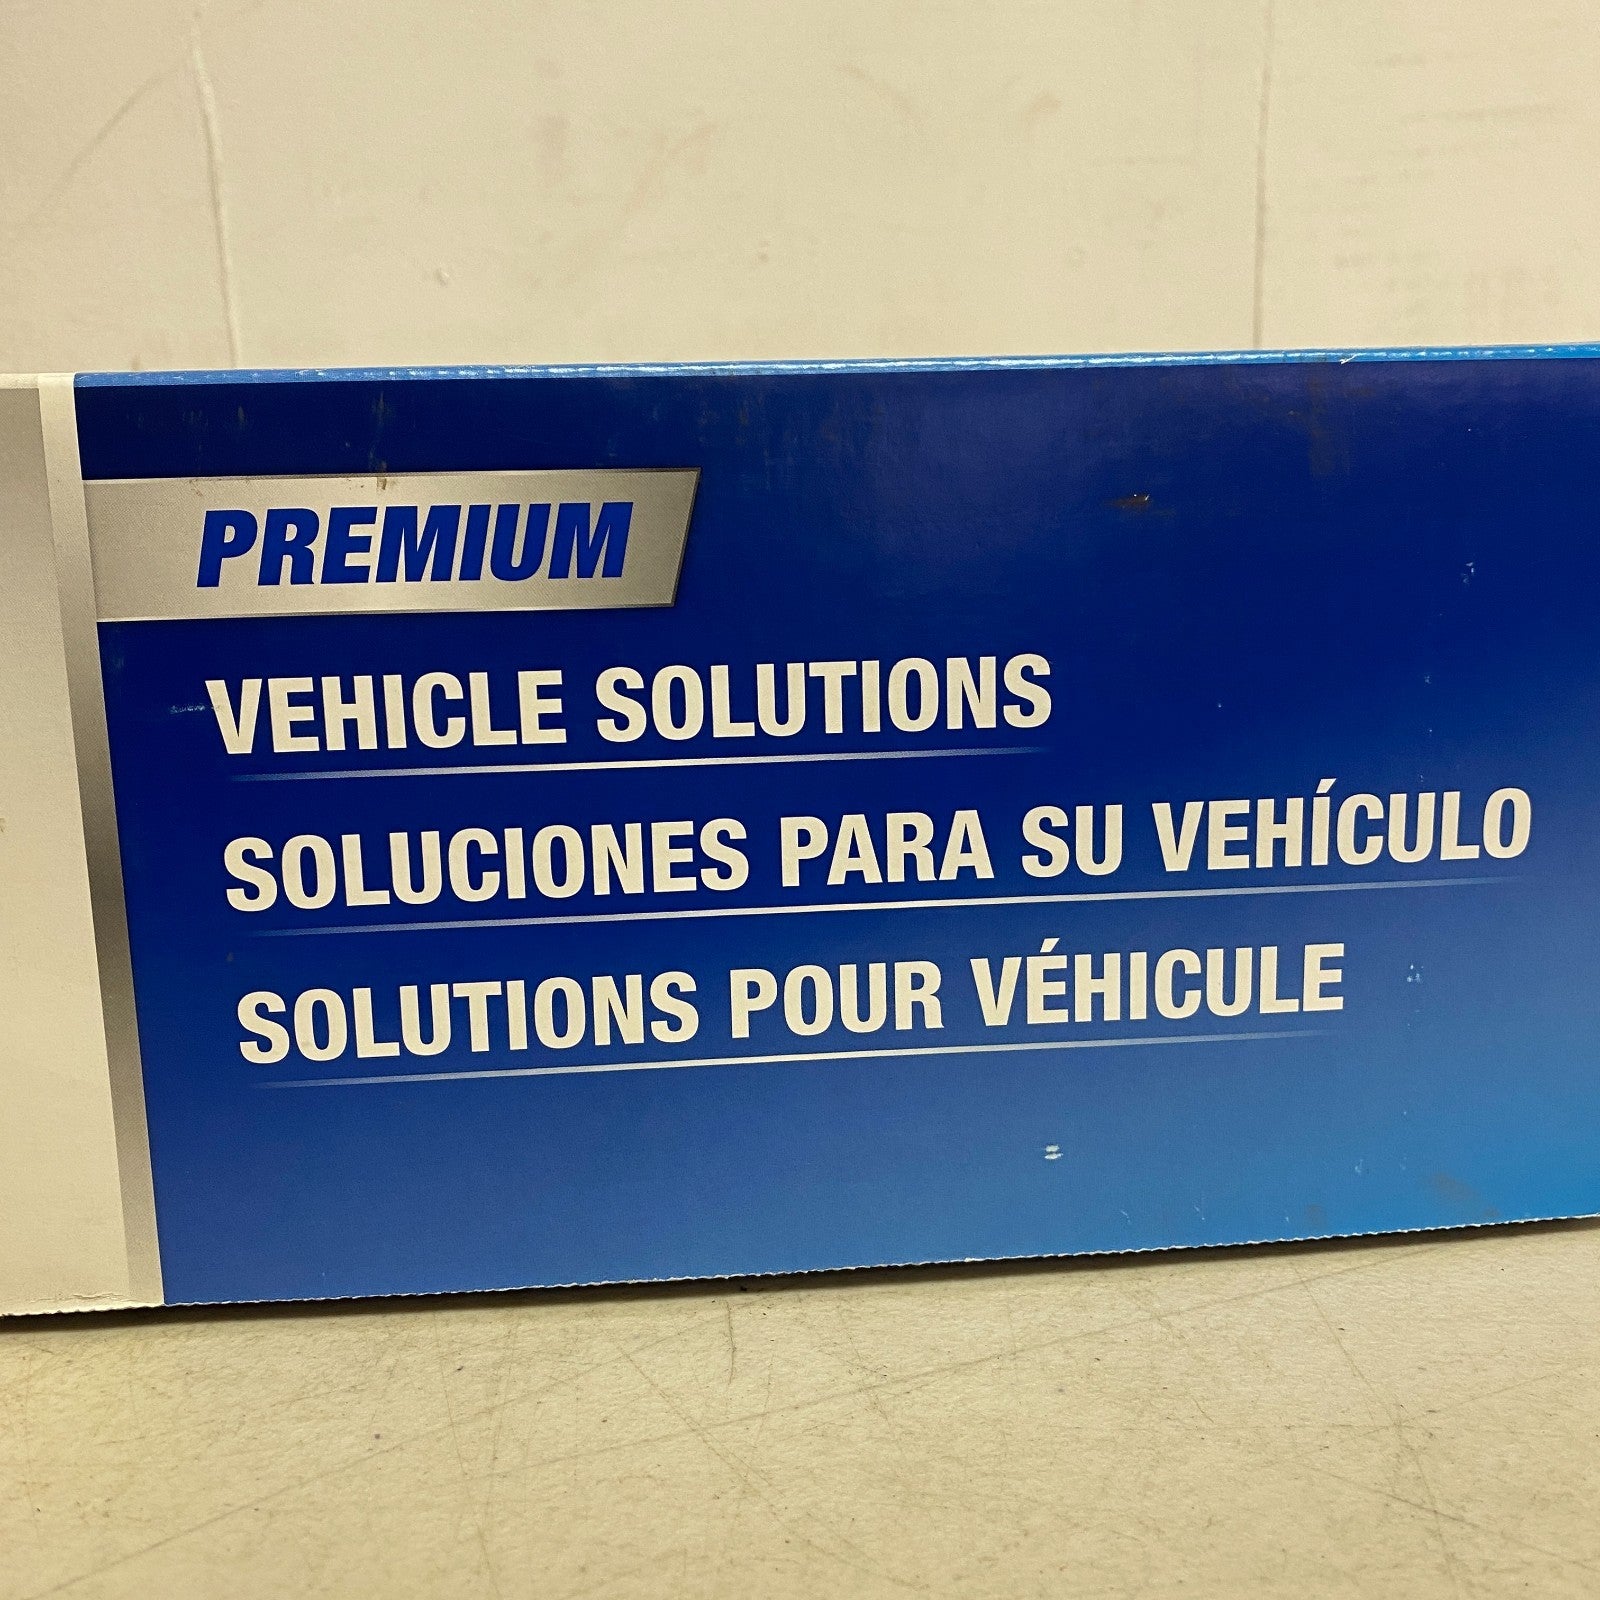 PREMIUM
VEHICLE SOLUTIONS
SOLUCIONES PARA SU VEHÍCULO
SOLUTIONS POUR VÉHICULE